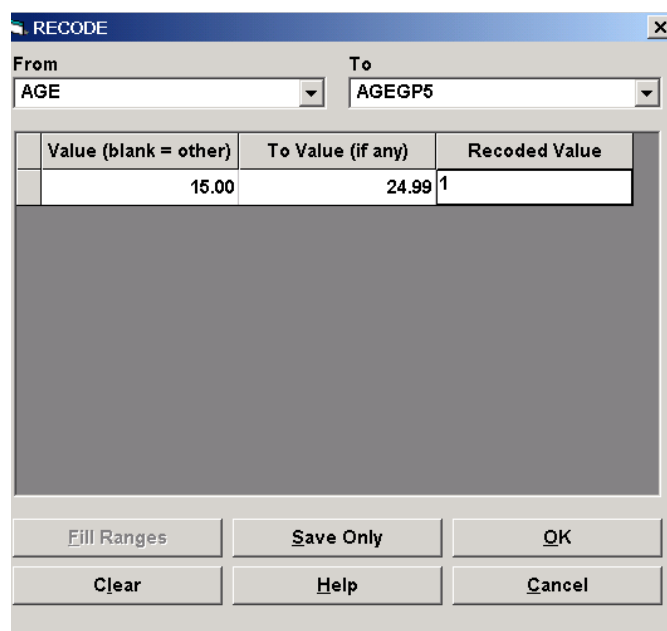 RECODE
From To
AGE AGEGP5
Value (blank = other) To Value (if any) Recoded Value
15.00 24.99 1
Fill Ranges Save Only OK
Clear Help Cancel